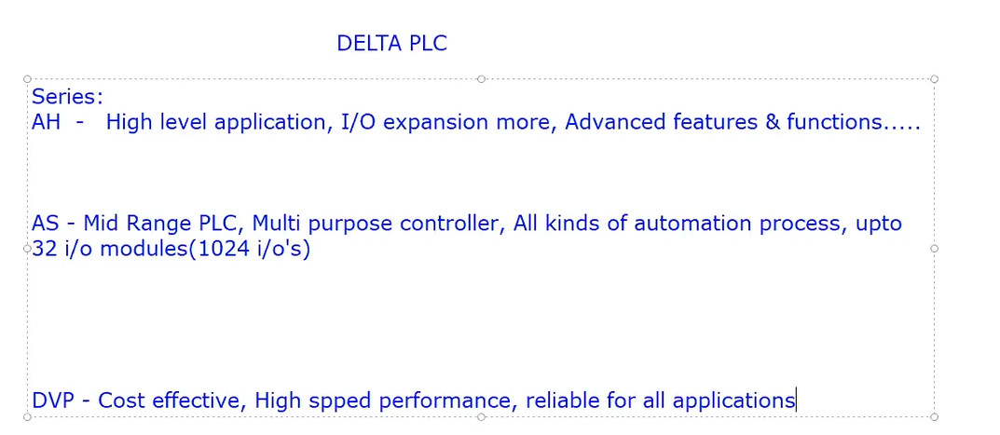 DELTA PLC
Series:
AH  -   High level application, I/O expansion more, Advanced features & functions.....
AS - Mid Range PLC, Multi purpose controller, All kinds of automation process, upto
32 i/o modules(1024 i/o's)
DVP - Cost effective, High spped performance, reliable for all applications